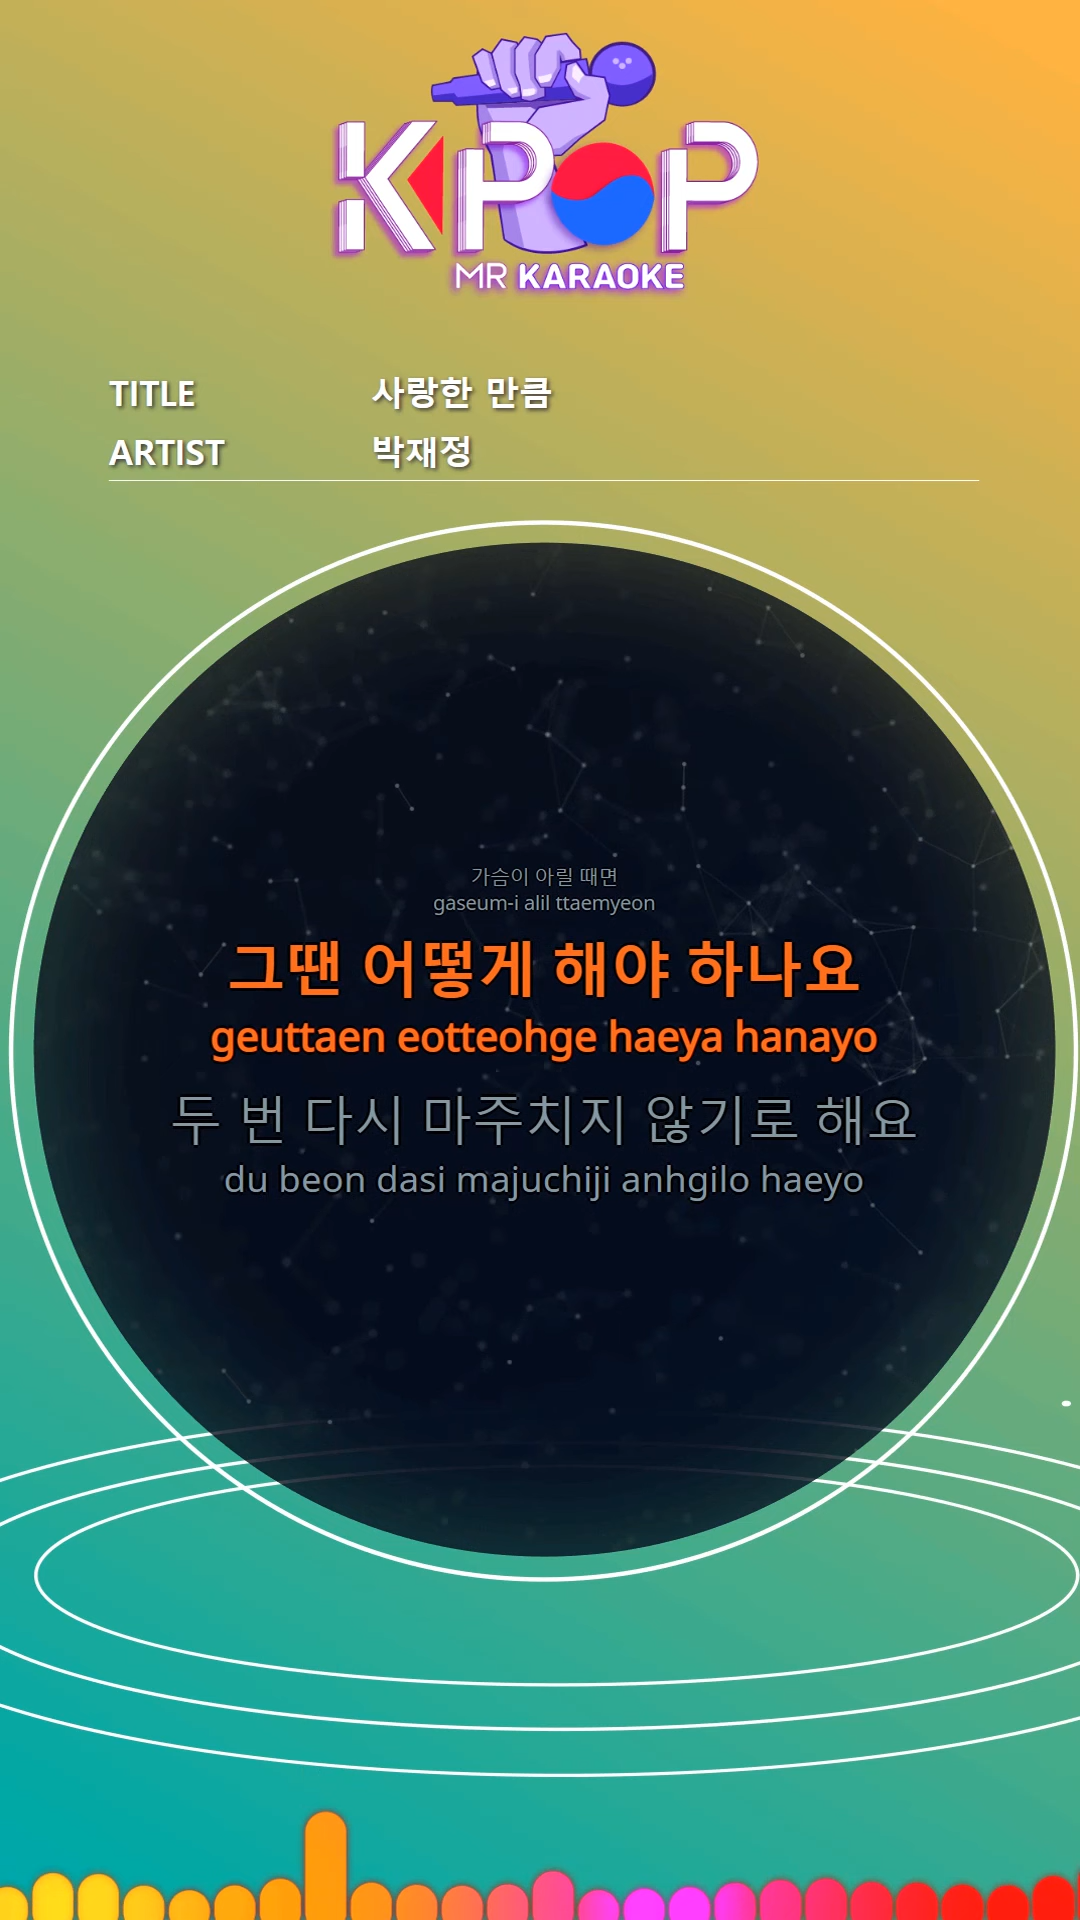 KPOP
MR KARAOKE
TITLE 사랑한 만큼
ARTIST 박재정
가슴이 아릴 때면
gaseum-i alil ttaemyeon
그땐 어떻게 해야 하나요
geuttaen eotteohge haeya hanayo
두 번 다시 마주치지 않기로 해요
du beon dasi majuchiji anhgilo haeyo